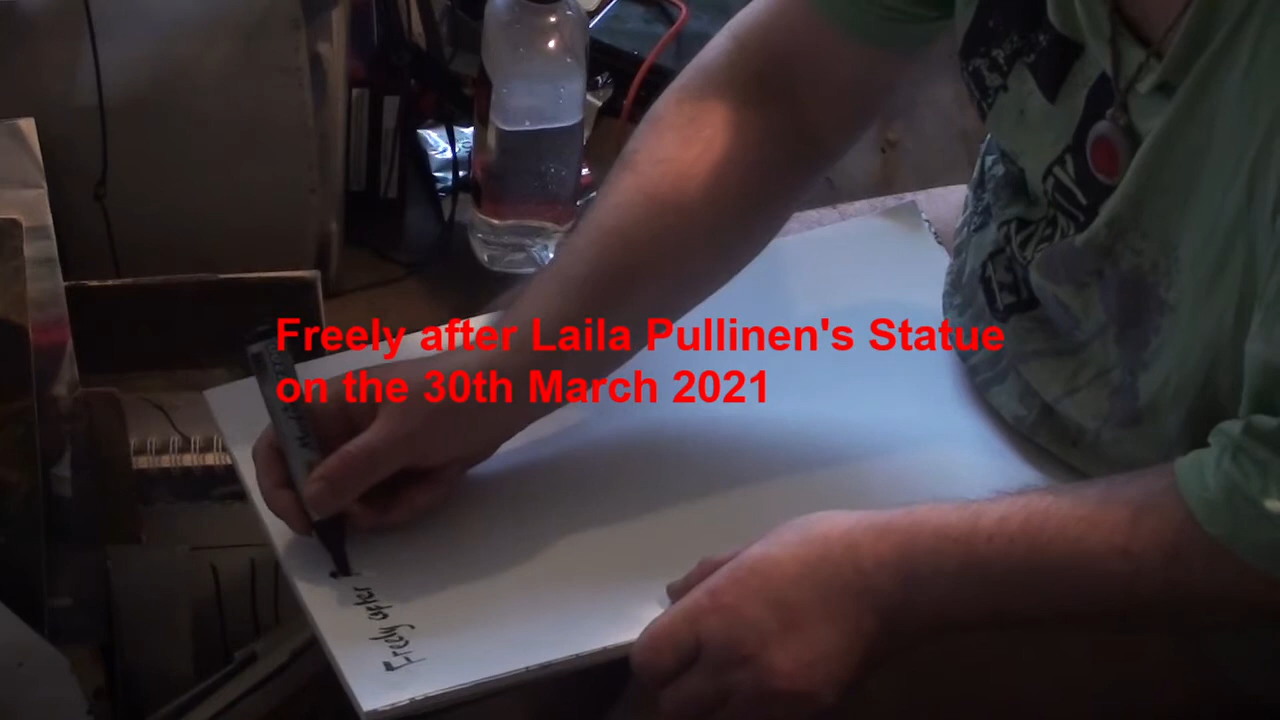 Freely after Laila Pullinen's Statue
on the 30th March 2021
Freely after